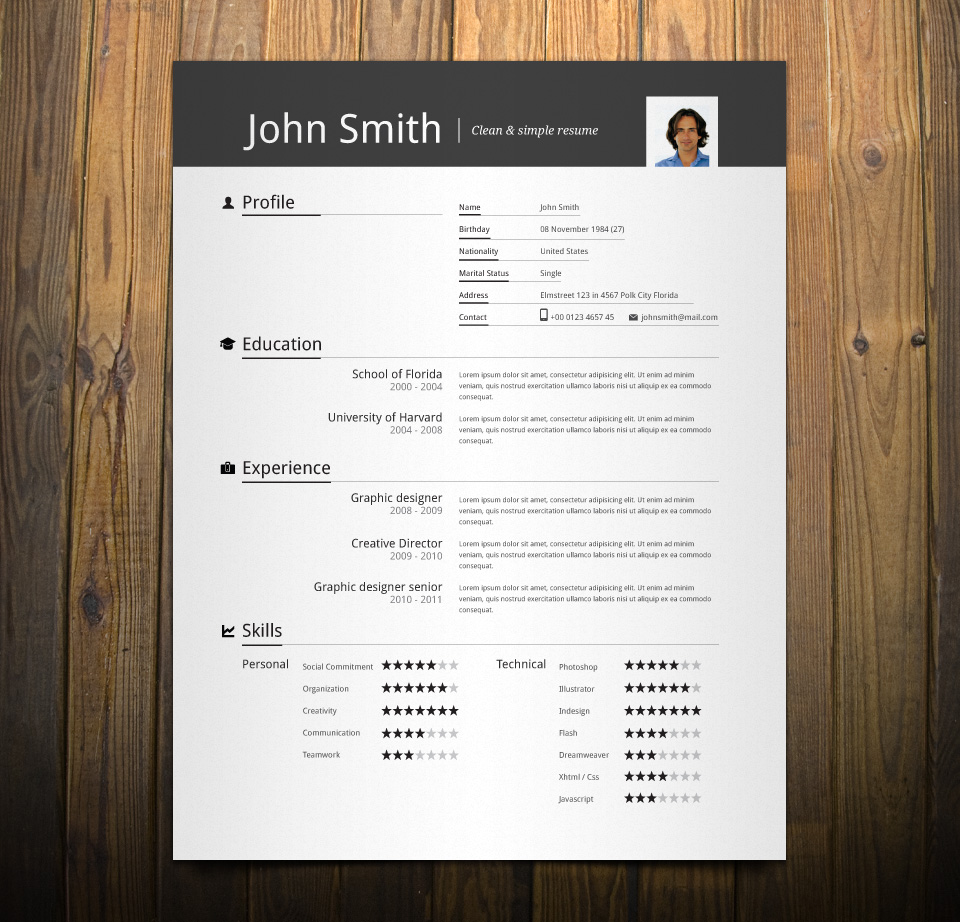 John Smith | Clean & simple resume
Profile
Name John Smith
Birthday 08 November 1984 (27)
Nationality United States
Marital Status Single
Address Elmstreet 123 in 4567 Polk City Florida
Contact +00 0123 4657 45 johnsmith@mail.com
Education
School of Florida
2000 - 2004
Lorem ipsum dolor sit amet, consectetur adipisicing elit. Ut enim ad minim
veniam, quis nostrud exercitation ullamco laboris nisi ut aliquip ex ea commodo
consequat.
University of Harvard
2004 - 2008
Lorem ipsum dolor sit amet, consectetur adipisicing elit. Ut enim ad minim
veniam, quis nostrud exercitation ullamco laboris nisi ut aliquip ex ea commodo
consequat.
Experience
Graphic designer
2008 - 2009
Lorem ipsum dolor sit amet, consectetur adipisicing elit. Ut enim ad minim
veniam, quis nostrud exercitation ullamco laboris nisi ut aliquip ex ea commodo
consequat.
Creative Director
2009 - 2010
Lorem ipsum dolor sit amet, consectetur adipisicing elit. Ut enim ad minim
veniam, quis nostrud exercitation ullamco laboris nisi ut aliquip ex ea commodo
consequat.
Graphic designer senior
2010 - 2011
Lorem ipsum dolor sit amet, consectetur adipisicing elit. Ut enim ad minim
veniam, quis nostrud exercitation ullamco laboris nisi ut aliquip ex ea commodo
consequat.
Skills
Personal
Social Commitment
Organization
Creativity
Communication
Teamwork
Technical
Photoshop
Illustrator
Indesign
Flash
Dreamweaver
Xhtml / Css
Javascript